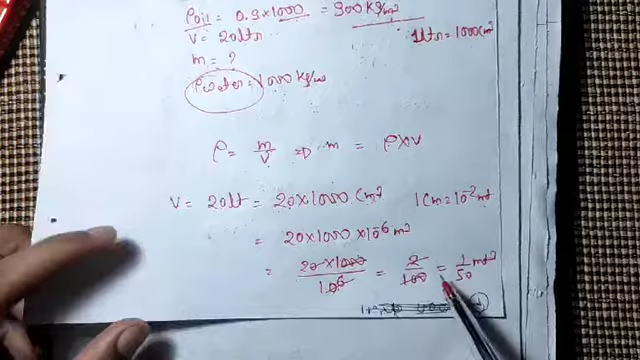 ρoil = 0.9×1000 = 900 kg/m³
V = 20ltr 1ltr = 1000cm³
m = ?
ρwater = 1000 kg/m³
ρ = m/V ⇒ m = ρ×V
V = 20lt = 20×1000 Cm³ 1Cm = 10⁻² mt
= 20×1000×10⁻⁶ m³
= 20×1000/10⁶ = 2/100 = 1/50 mt³